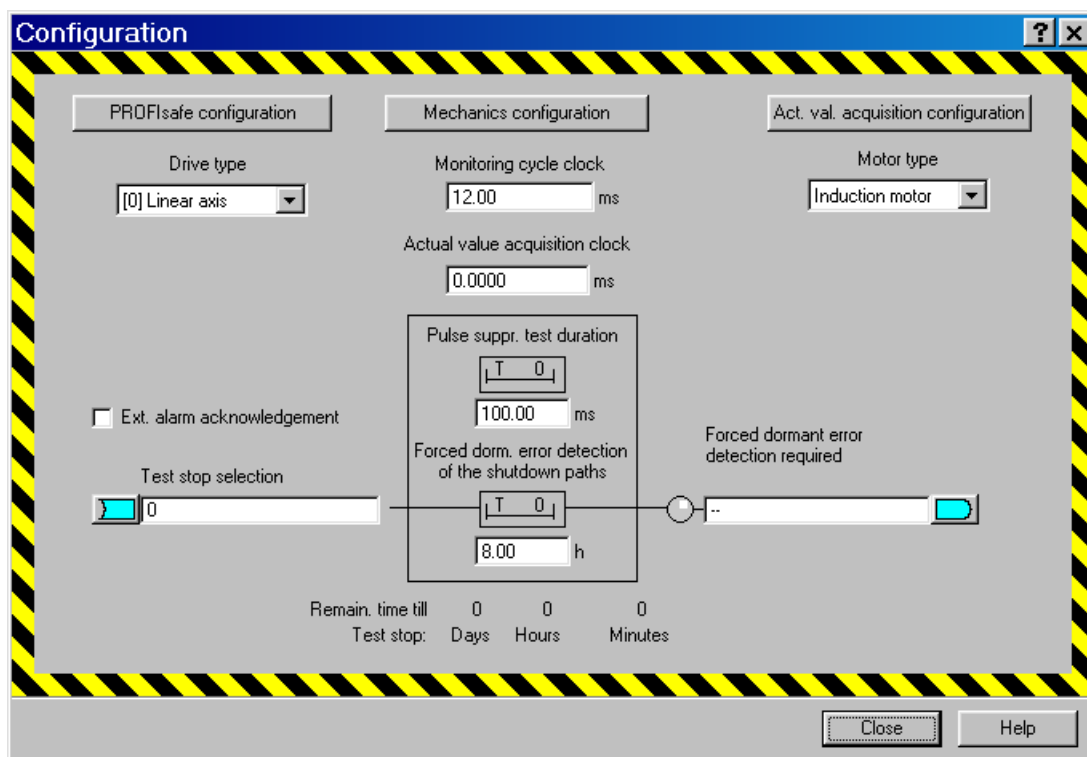 Configuration
PROFIsafe configuration
Mechanics configuration
Act. val. acquisition configuration
Drive type
[0] Linear axis
Monitoring cycle clock
12.00 ms
Motor type
Induction motor
Actual value acquisition clock
0.0000 ms
Pulse suppr. test duration
T 0
100.00 ms
Ext. alarm acknowledgement
Forced dorm. error detection
of the shutdown paths
Forced dormant error
detection required
Test stop selection
0
T 0
--
8.00 h
Remain. time till 0 0 0
Test stop: Days Hours Minutes
Close
Help